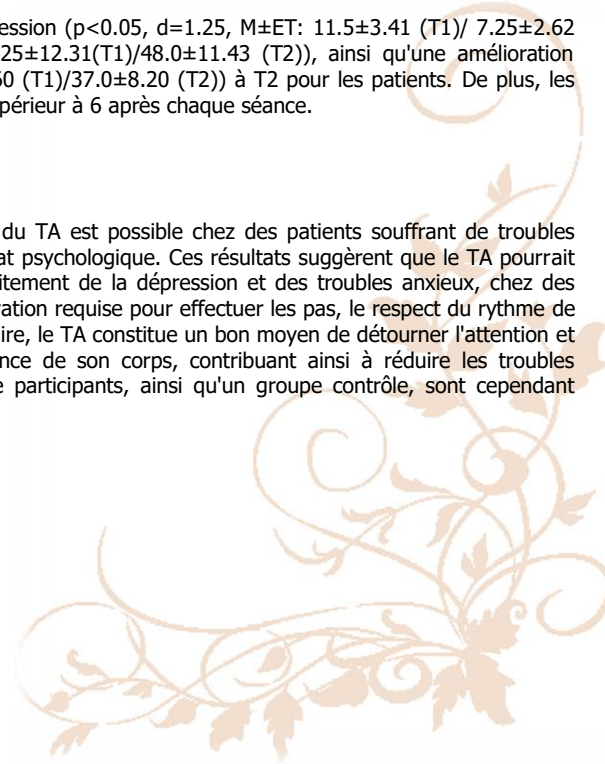 ession (p<0.05, d=1.25, M±ET: 11.5±3.41 (T1)/ 7.25±2.62
25±12.31(T1)/48.0±11.43 (T2)), ainsi qu'une amélioration
60 (T1)/37.0±8.20 (T2)) à T2 pour les patients. De plus, les
périeur à 6 après chaque séance.
du TA est possible chez des patients souffrant de troubles
at psychologique. Ces résultats suggèrent que le TA pourrait
itement de la dépression et des troubles anxieux, chez des
ration requise pour effectuer les pas, le respect du rythme de
ire, le TA constitue un bon moyen de détourner l'attention et
nce de son corps, contribuant ainsi à réduire les troubles
e participants, ainsi qu'un groupe contrôle, sont cependant